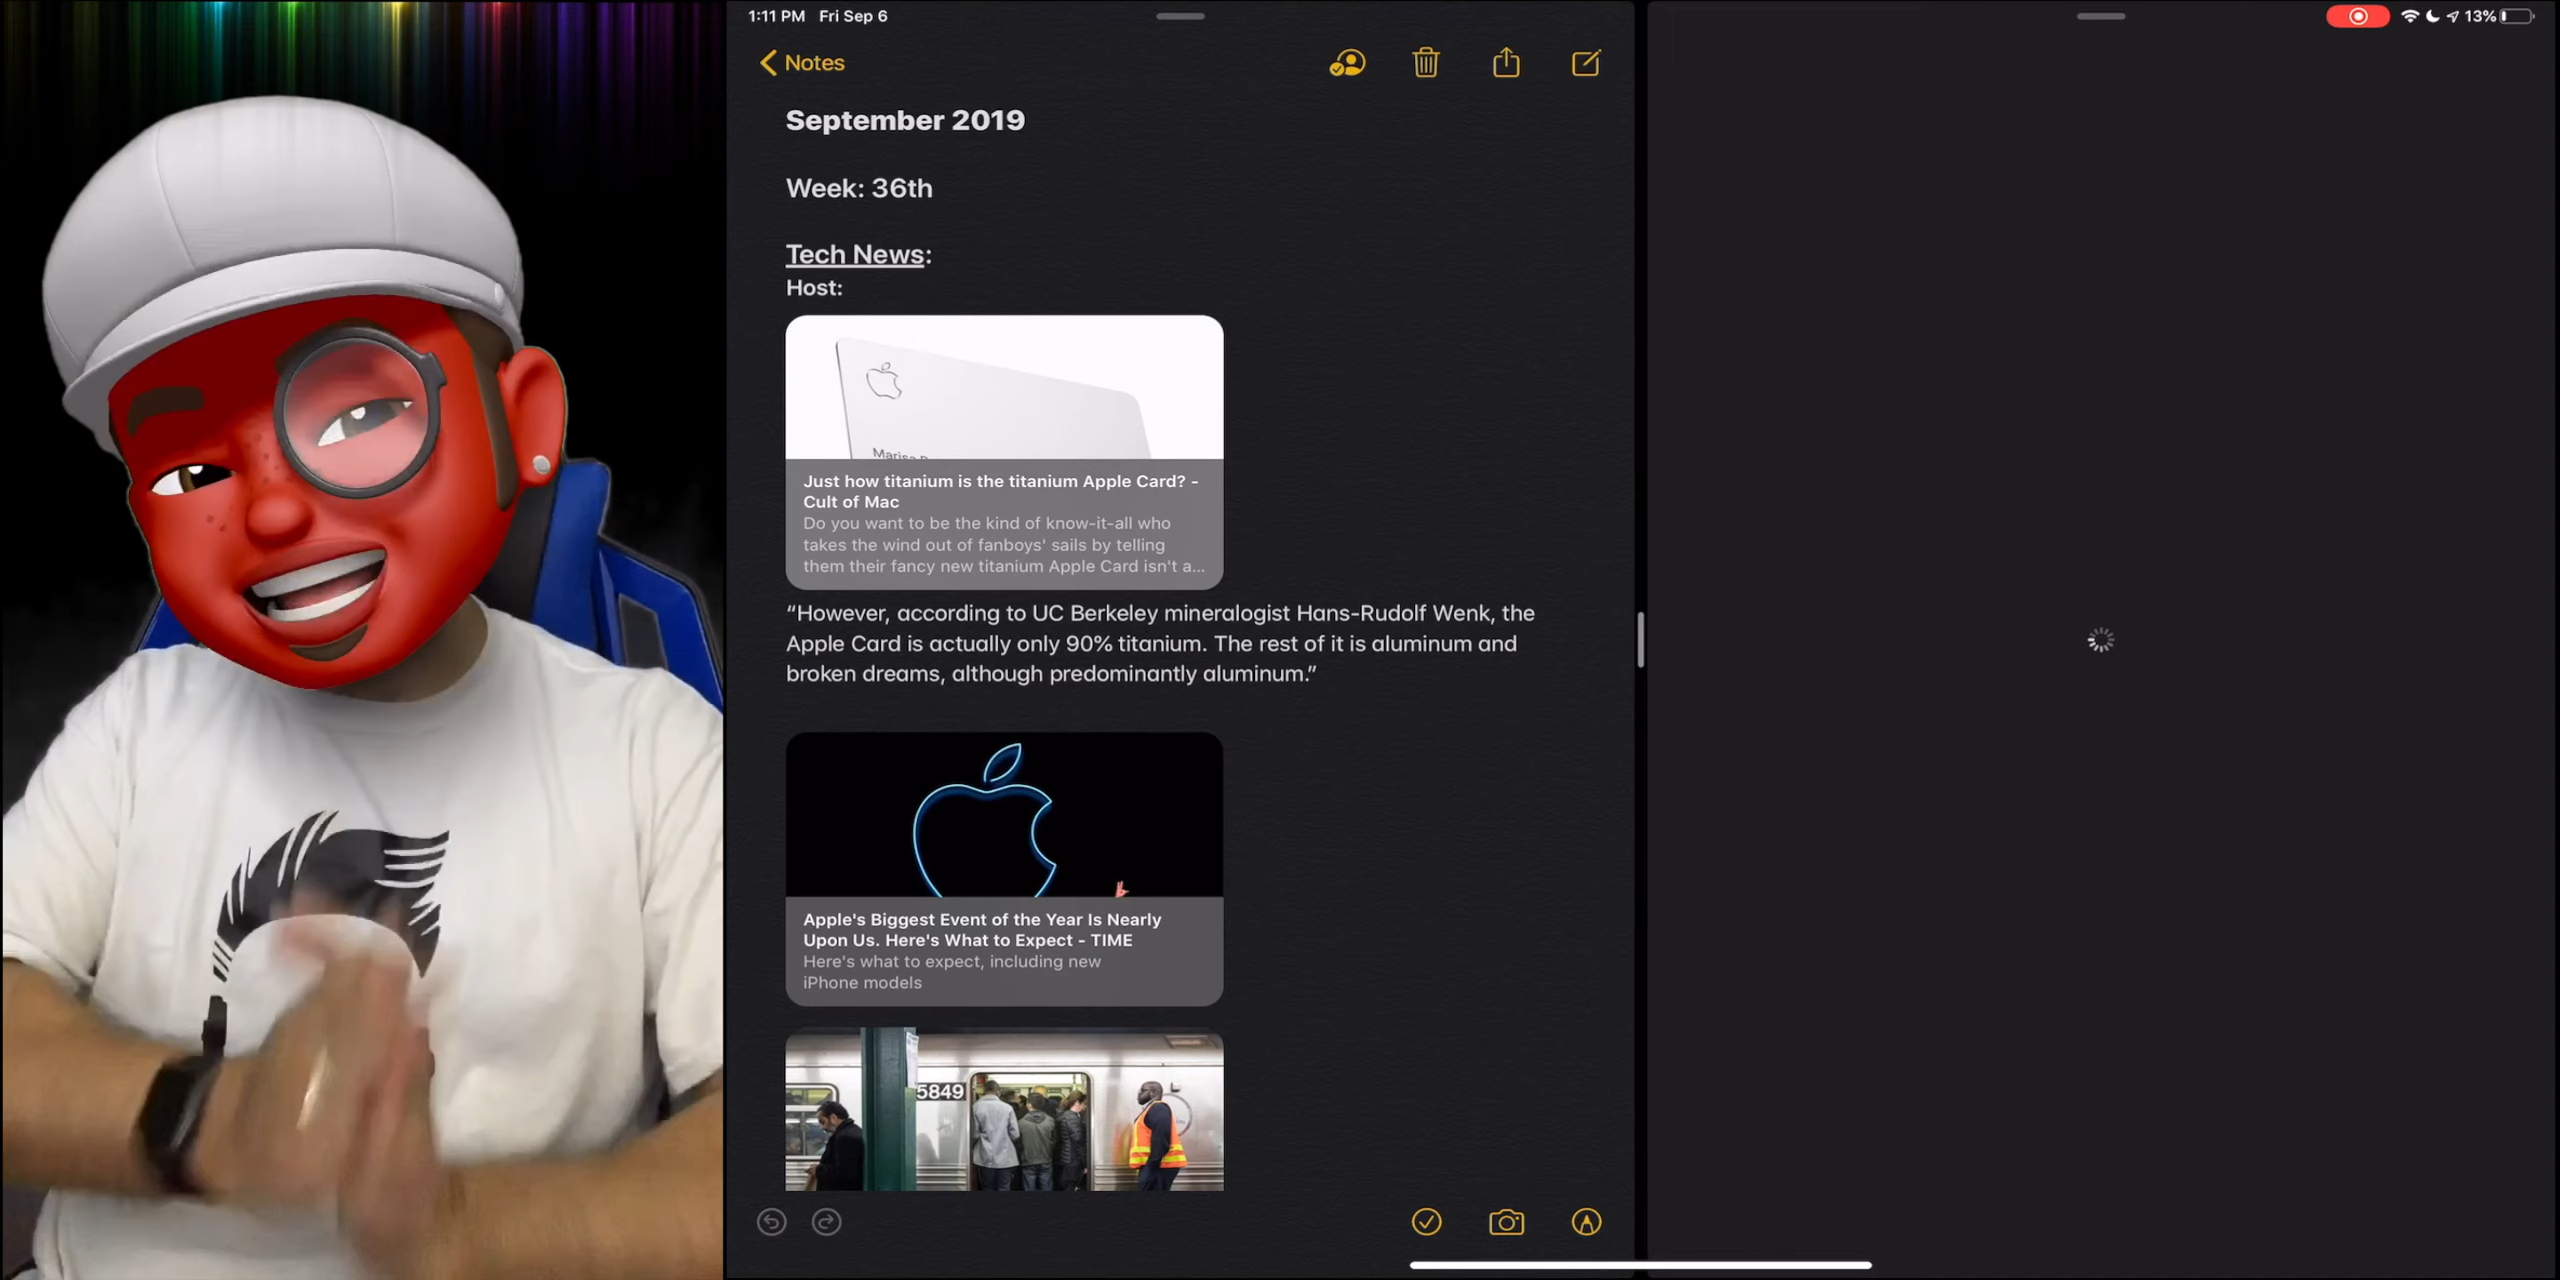 1:11 PM Fri Sep 6
13%
Notes
September 2019
Week: 36th
Tech News:
Host:
Just how titanium is the titanium Apple Card? -
Cult of Mac
Do you want to be the kind of know-it-all who
takes the wind out of fanboys' sails by telling
them their fancy new titanium Apple Card isn't a...
“However, according to UC Berkeley mineralogist Hans-Rudolf Wenk, the
Apple Card is actually only 90% titanium. The rest of it is aluminum and
broken dreams, although predominantly aluminum.”
Apple's Biggest Event of the Year Is Nearly
Upon Us. Here's What to Expect - TIME
Here's what to expect, including new
iPhone models
5849